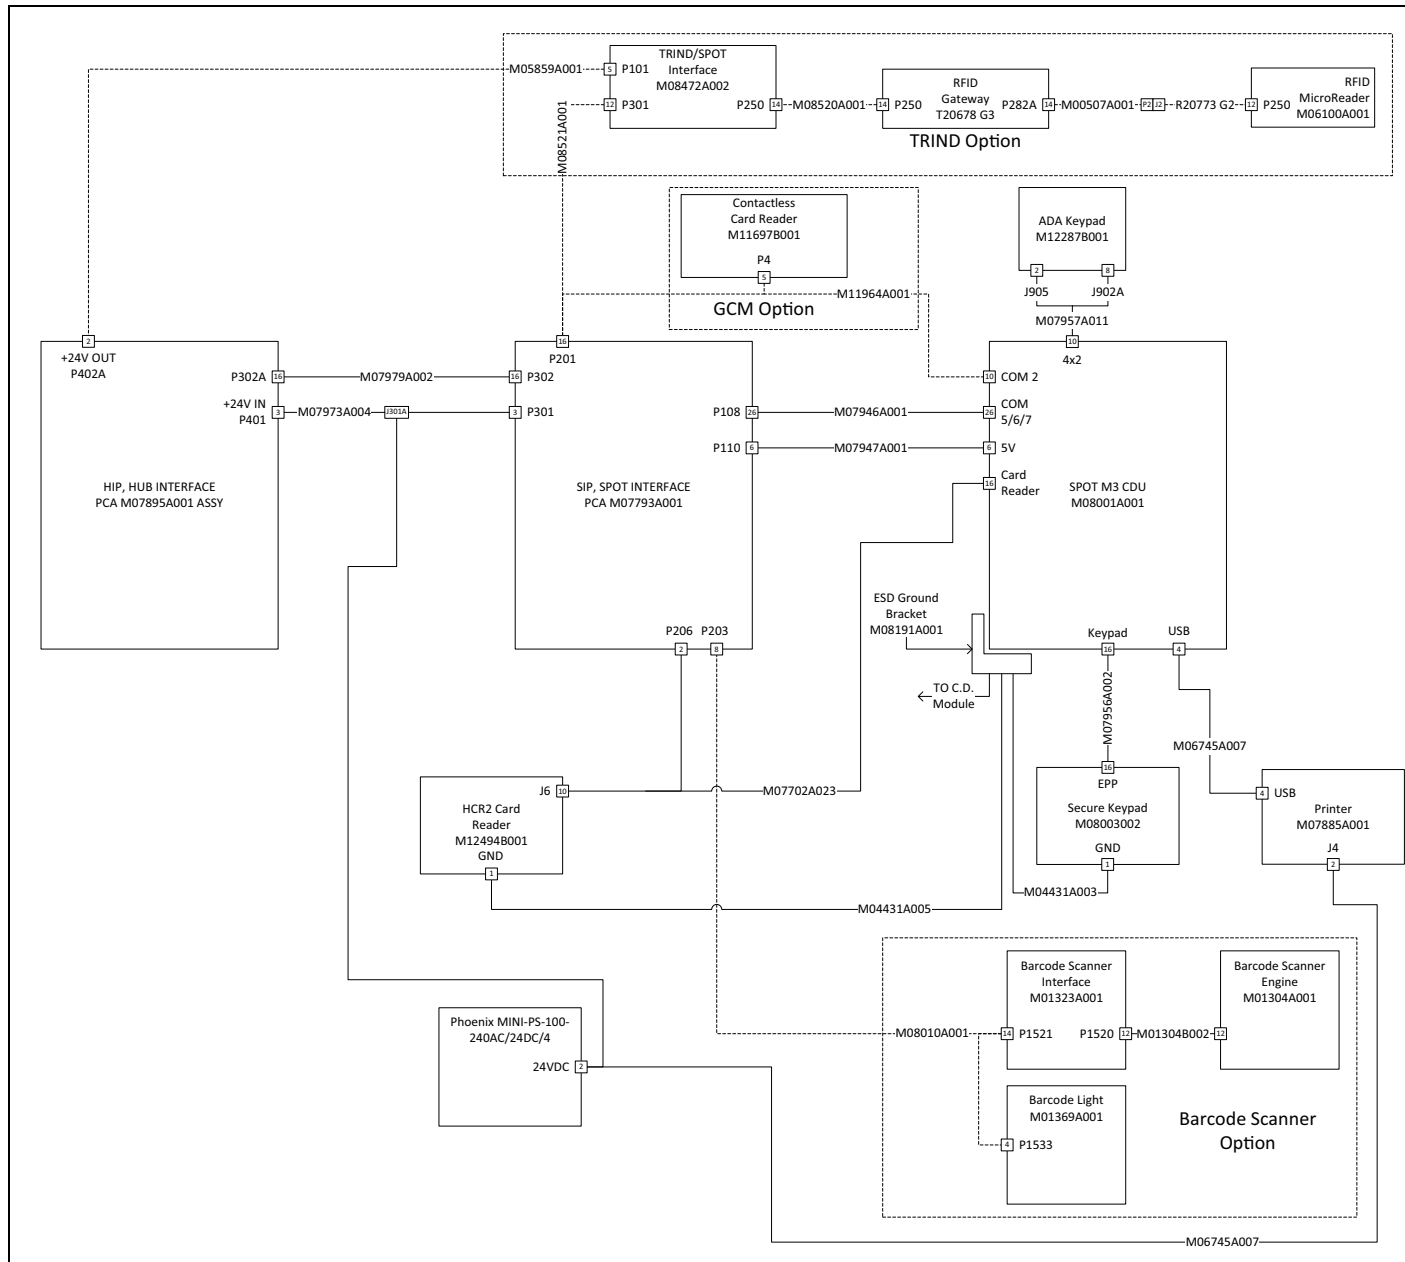 TRIND/SPOT
Interface
M08472A002
M05859A001
5
P101
12
P301
P250
14
M08520A001
14
P250
RFID
Gateway
T20678 G3
P282A
14
M00507A001
P2
J2
R20773 G2
12
P250
RFID
MicroReader
M06100A001
TRIND Option
M08521A001
Contactless
Card Reader
M11697B001
P4
5
M11964A001
GCM Option
ADA Keypad
M12287B001
2
8
J905
J902A
M07957A011
2
+24V OUT
P402A
P302A
16
+24V IN
P401
3
HIP, HUB INTERFACE
PCA M07895A001 ASSY
M07979A002
M07973A004
J301A
16
P201
16
P302
3
P301
P108
26
P110
6
SIP, SPOT INTERFACE
PCA M07793A001
P206
P203
2
8
M07946A001
M07947A001
10
4x2
10
COM 2
26
COM
5/6/7
6
5V
16
Card
Reader
SPOT M3 CDU
M08001A001
ESD Ground
Bracket
M08191A001
Keypad
USB
16
4
TO C.D.
Module
M07956A002
M06745A007
J6
10
HCR2 Card
Reader
M12494B001
GND
1
M07702A023
16
EPP
Secure Keypad
M08003002
GND
1
4
USB
Printer
M07885A001
J4
2
M04431A003
M04431A005
Phoenix MINI-PS-100-
240AC/24DC/4
24VDC
2
M08010A001
Barcode Scanner
Interface
M01323A001
14
P1521
P1520
12
M01304B002
12
Barcode Scanner
Engine
M01304A001
Barcode Light
M01369A001
4
P1533
Barcode Scanner
Option
M06745A007